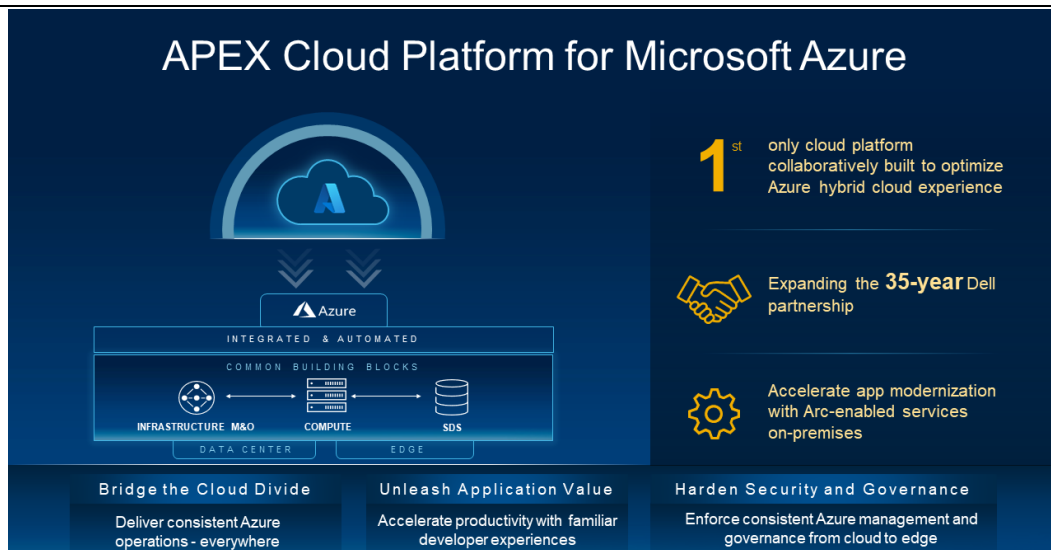 APEX Cloud Platform for Microsoft Azure
Azure
INTEGRATED & AUTOMATED
COMMON BUILDING BLOCKS
INFRASTRUCTURE M&O
COMPUTE
SDS
DATA CENTER
EDGE
1st
only cloud platform
collaboratively built to optimize
Azure hybrid cloud experience
Expanding the 35-year Dell
partnership
Accelerate app modernization
with Arc-enabled services
on-premises
Bridge the Cloud Divide
Deliver consistent Azure
operations - everywhere
Unleash Application Value
Accelerate productivity with familiar
developer experiences
Harden Security and Governance
Enforce consistent Azure management and
governance from cloud to edge